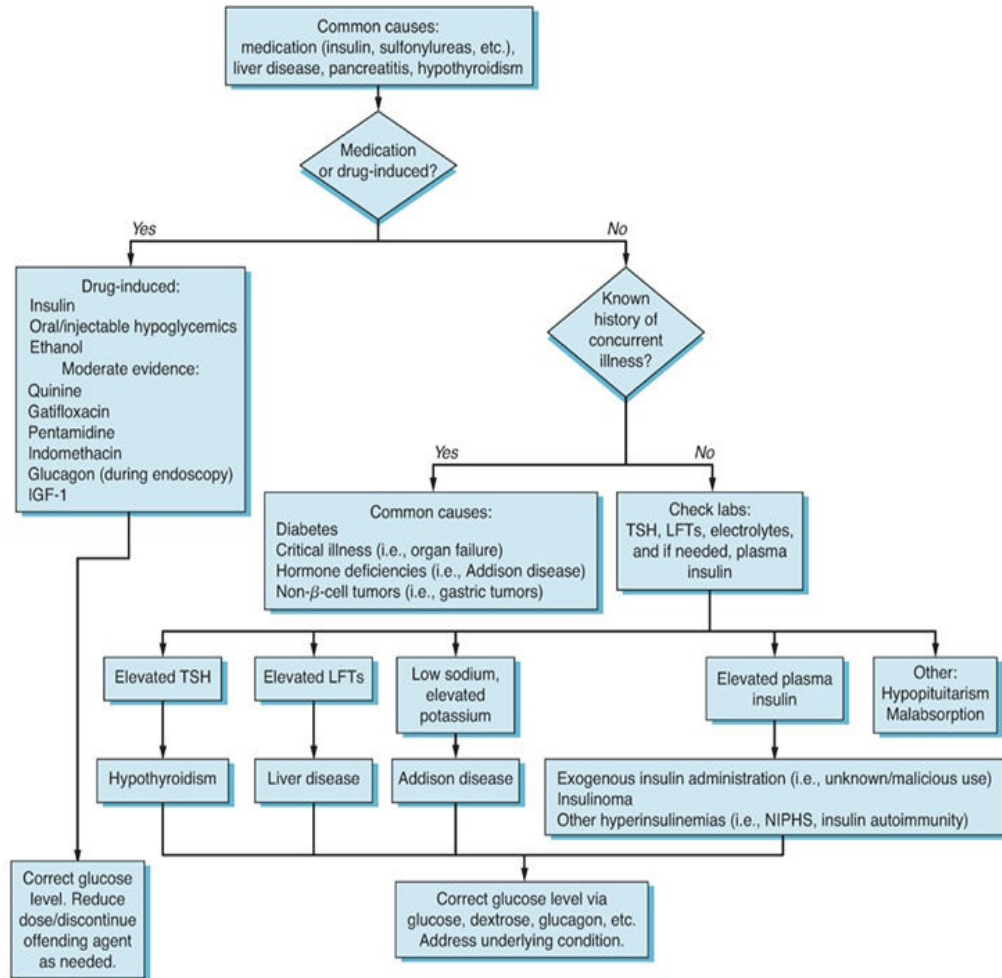 Common causes:
medication (insulin, sulfonylureas, etc.),
liver disease, pancreatitis, hypothyroidism
Medication
or drug-induced?
Yes
No
Drug-induced:
Insulin
Oral/injectable hypoglycemics
Ethanol
Moderate evidence:
Quinine
Gatifloxacin
Pentamidine
Indomethacin
Glucagon (during endoscopy)
IGF-1
Known
history of
concurrent
illness?
Yes
No
Common causes:
Diabetes
Critical illness (i.e., organ failure)
Hormone deficiencies (i.e., Addison disease)
Non-β-cell tumors (i.e., gastric tumors)
Check labs:
TSH, LFTs, electrolytes,
and if needed, plasma
insulin
Elevated TSH
Elevated LFTs
Low sodium,
elevated
potassium
Elevated plasma
insulin
Other:
Hypopituitarism
Malabsorption
Hypothyroidism
Liver disease
Addison disease
Exogenous insulin administration (i.e., unknown/malicious use)
Insulinoma
Other hyperinsulinemias (i.e., NIPHS, insulin autoimmunity)
Correct glucose
level. Reduce
dose/discontinue
offending agent
as needed.
Correct glucose level via
glucose, dextrose, glucagon, etc.
Address underlying condition.